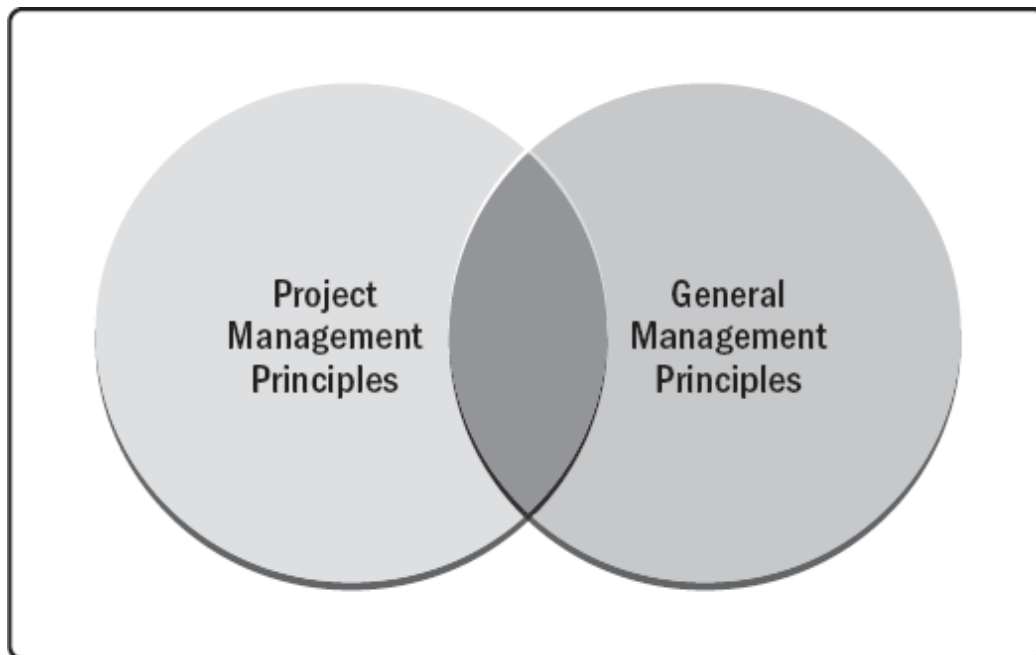 Project
Management
Principles
General
Management
Principles